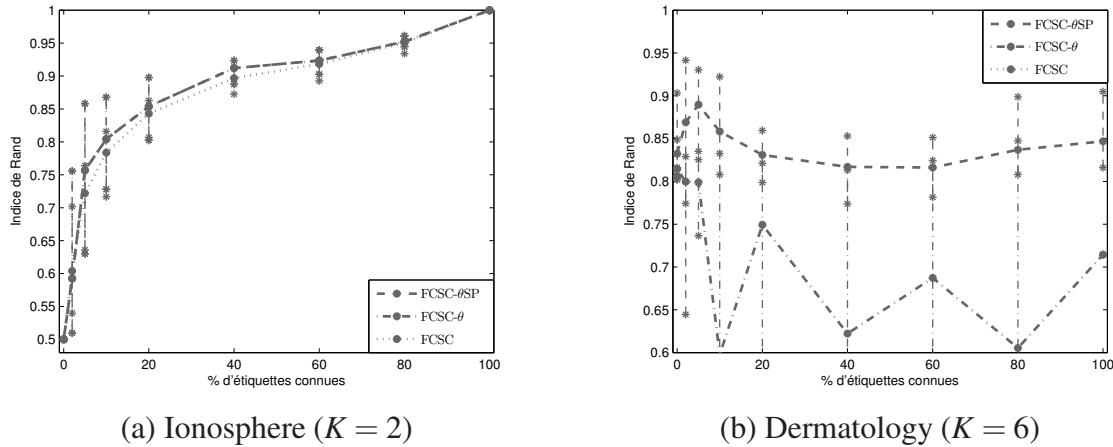 1
0.95
0.9
0.85
0.8
0.75
0.7
0.65
0.6
0.55
0.5
Indice de Rand
0 20 40 60 80 100
% d'étiquettes connues
FCSC-θSP
FCSC-θ
FCSC
(a) Ionosphere (K = 2)
1
0.95
0.9
0.85
0.8
0.75
0.7
0.65
0.6
Indice de Rand
0 20 40 60 80 100
% d'étiquettes connues
FCSC-θSP
FCSC-θ
FCSC
(b) Dermatology (K = 6)